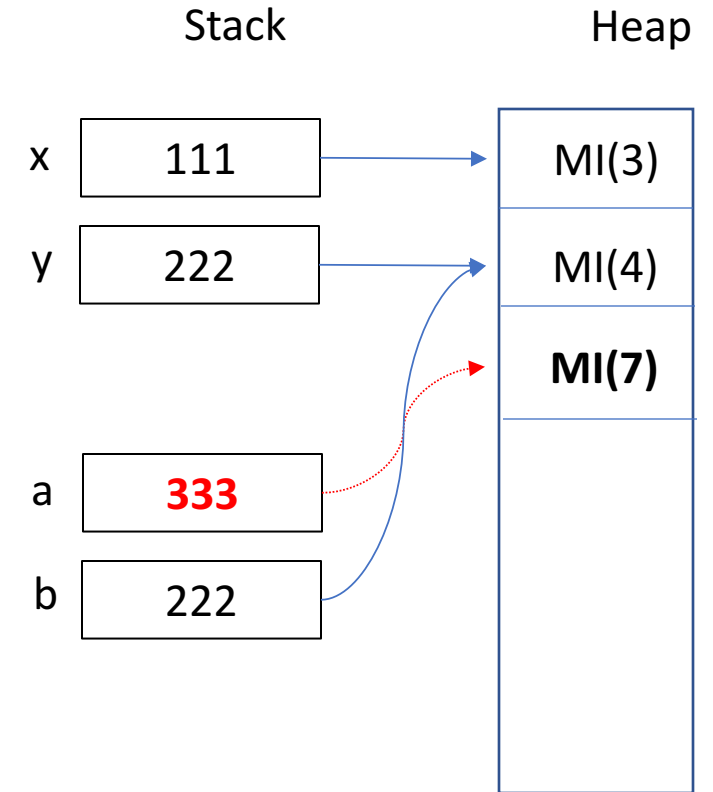 Stack Heap
x 111 MI(3)
y 222 MI(4)
MI(7)
a 333
b 222